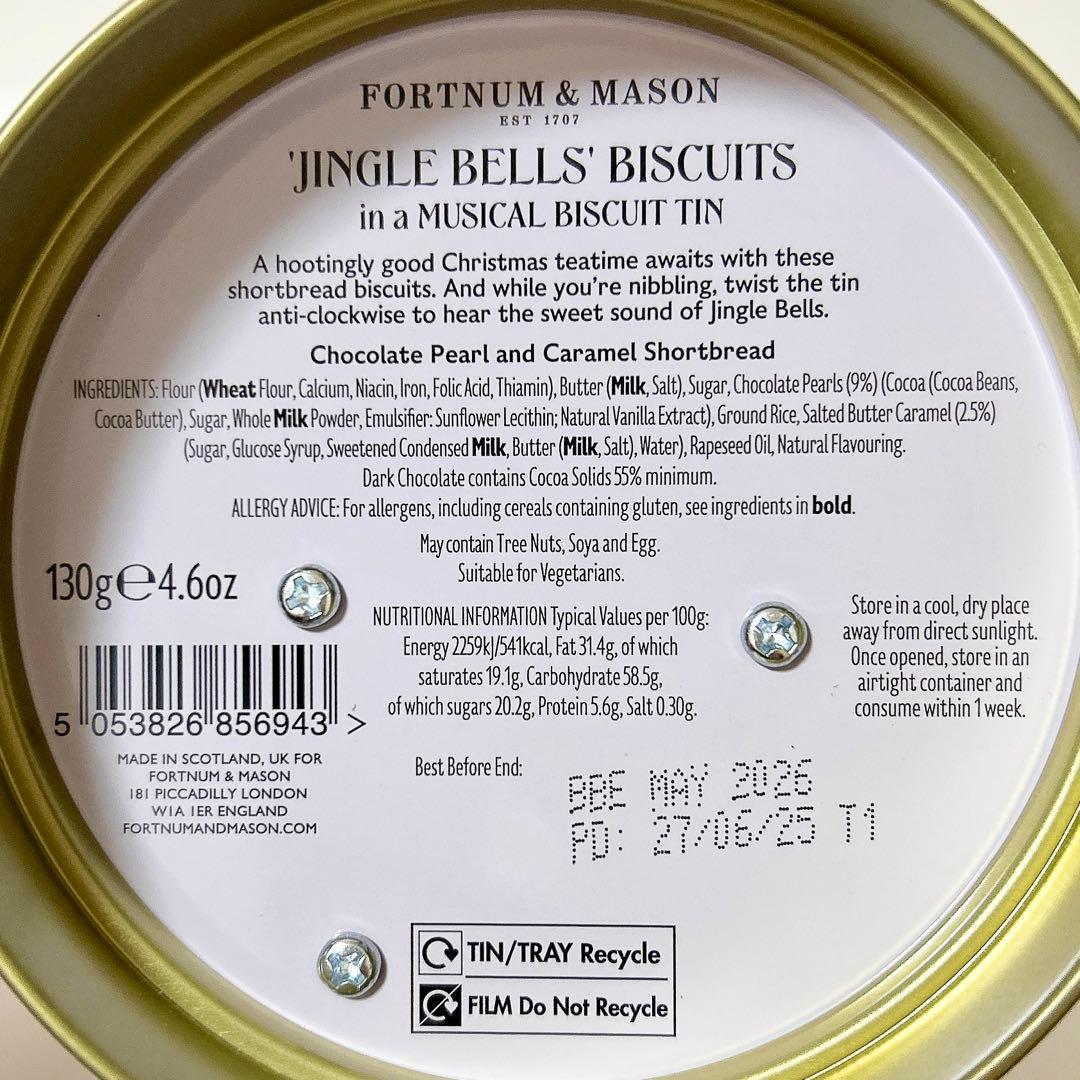 FORTNUM & MASON
EST 1707
'JINGLE BELLS' BISCUITS
in a MUSICAL BISCUIT TIN
A hootingly good Christmas teatime awaits with these
shortbread biscuits. And while you're nibbling, twist the tin
anti-clockwise to hear the sweet sound of Jingle Bells.
Chocolate Pearl and Caramel Shortbread
INGREDIENTS: Flour (Wheat Flour, Calcium, Niacin, Iron, Folic Acid, Thiamin), Butter (Milk, Salt), Sugar, Chocolate Pearls (9%) (Cocoa (Cocoa Beans,
Cocoa Butter), Sugar, Whole Milk Powder, Emulsifier: Sunflower Lecithin; Natural Vanilla Extract), Ground Rice, Salted Butter Caramel (2.5%)
(Sugar, Glucose Syrup, Sweetened Condensed Milk, Butter (Milk, Salt), Water), Rapeseed Oil, Natural Flavouring.
Dark Chocolate contains Cocoa Solids 55% minimum.
ALLERGY ADVICE: For allergens, including cereals containing gluten, see ingredients in bold.
May contain Tree Nuts, Soya and Egg.
Suitable for Vegetarians.
130g℮4.6oz
NUTRITIONAL INFORMATION Typical Values per 100g:
Energy 2259kJ/541kcal, Fat 31.4g, of which
saturates 19.1g, Carbohydrate 58.5g,
of which sugars 20.2g, Protein 5.6g, Salt 0.30g.
Store in a cool, dry place
away from direct sunlight.
Once opened, store in an
airtight container and
consume within 1 week.
5 053826 856943 >
MADE IN SCOTLAND, UK FOR
FORTNUM & MASON
181 PICCADILLY LONDON
W1A 1ER ENGLAND
FORTNUMANDMASON.COM
Best Before End:
BBE MAY 2026
PD: 27/06/25 T1
TIN/TRAY Recycle
FILM Do Not Recycle